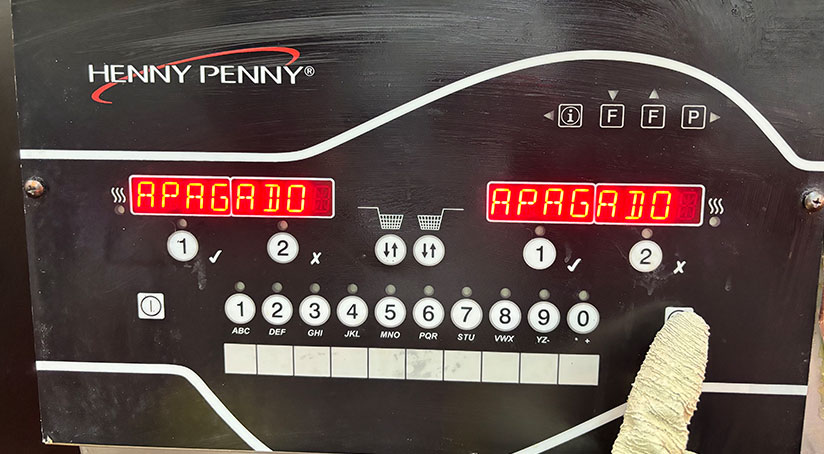 HENNY PENNY®
i F F P
APAGADO APAGADO
1 ✓ 2 ✗ 1 ✓ 2 ✗
1 2 3 4 5 6 7 8 9 0
ABC DEF GHI JKL MNO PQR STU VWX YZ- * +